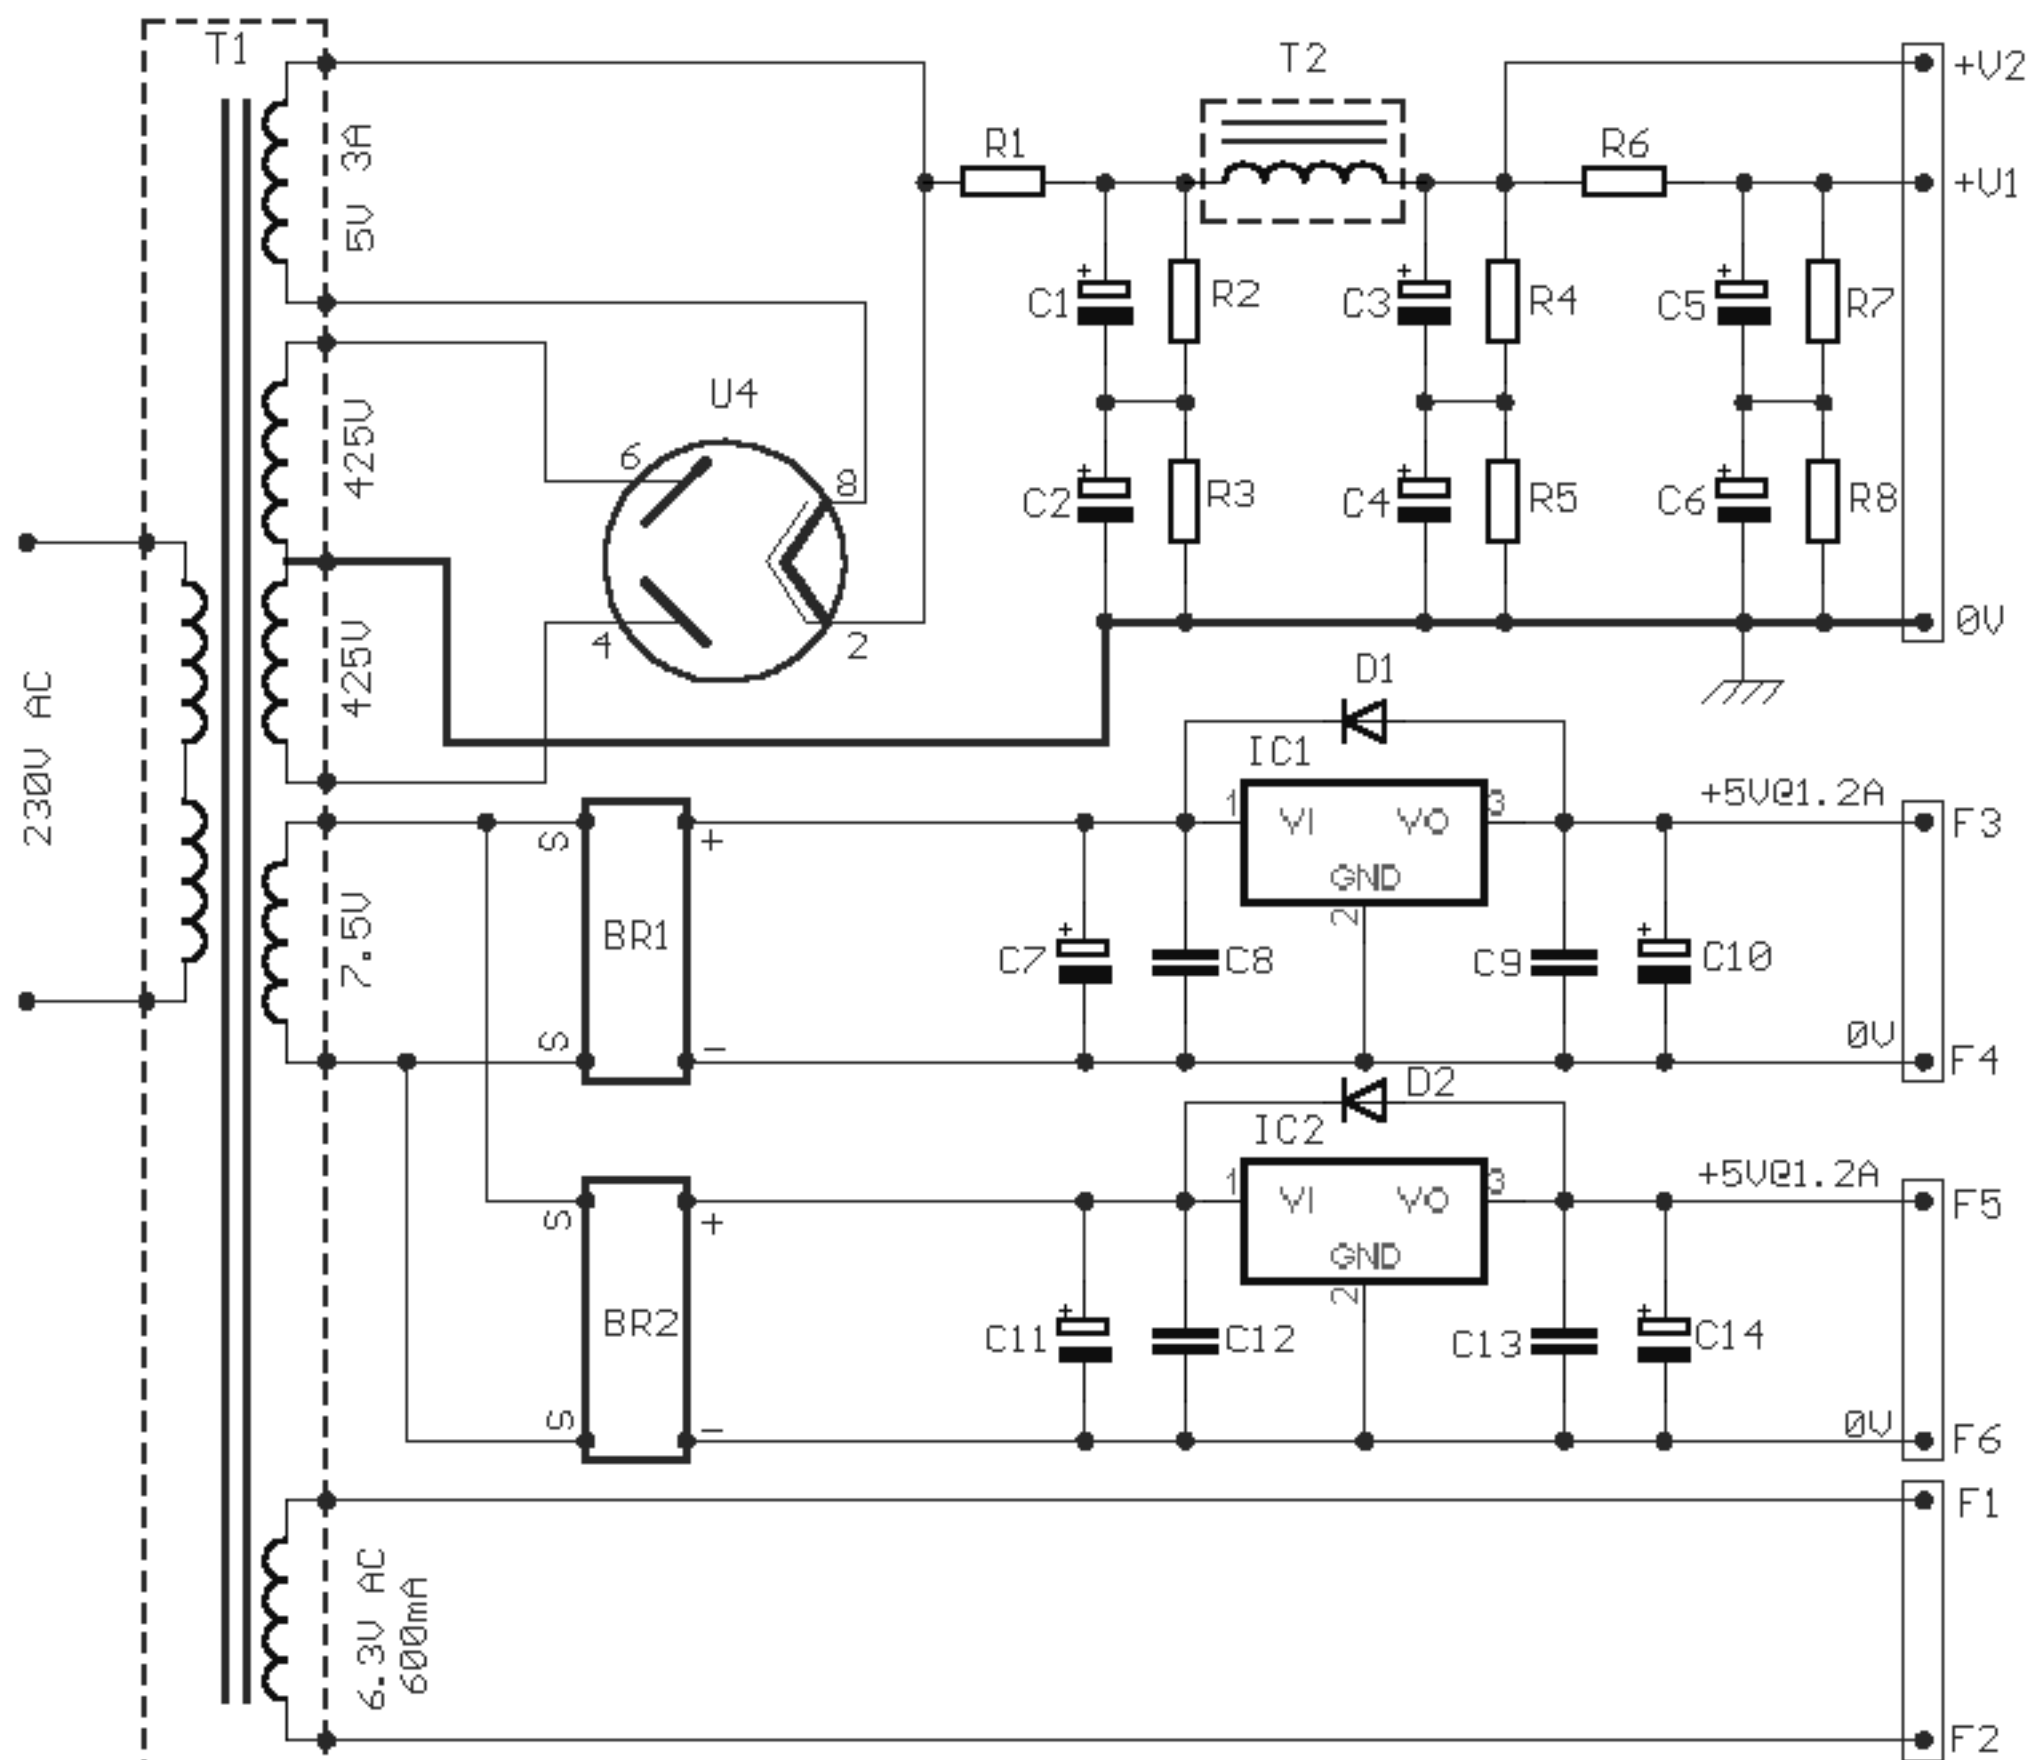 T1
T2
+V2
R1
R6
+V1
5V 3A
C1
+
R2
C3
+
R4
C5
+
R7
425V
U4
6
8
C2
+
R3
C4
+
R5
C6
+
R8
425V
4
2
0V
230V AC
D1
IC1
+5V@1.2A
1
VI
VO
3
F3
S
+
GND
2
7.5V
BR1
C7
+
C8
C9
+
C10
S
-
0V
F4
D2
IC2
+5V@1.2A
1
VI
VO
3
F5
S
+
GND
2
BR2
C11
+
C12
C13
+
C14
S
-
0V
F6
F1
6.3V AC
600mA
F2